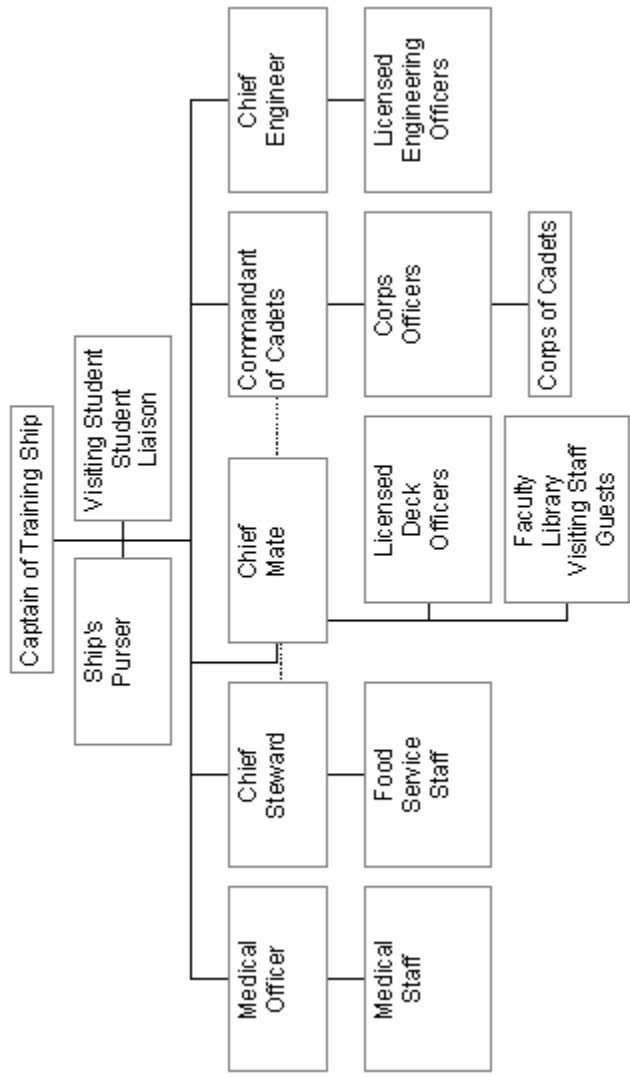 Captain of Training Ship
Ship's
Purser
Visiting Student
Student
Liaison
Medical
Officer
Chief
Steward
Chief
Mate
Commandant
of Cadets
Chief
Engineer
Medical
Staff
Food
Service
Staff
Licensed
Deck
Officers
Corps
Officers
Licensed
Engineering
Officers
Faculty
Library
Visiting Staff
Guests
Corps of Cadets